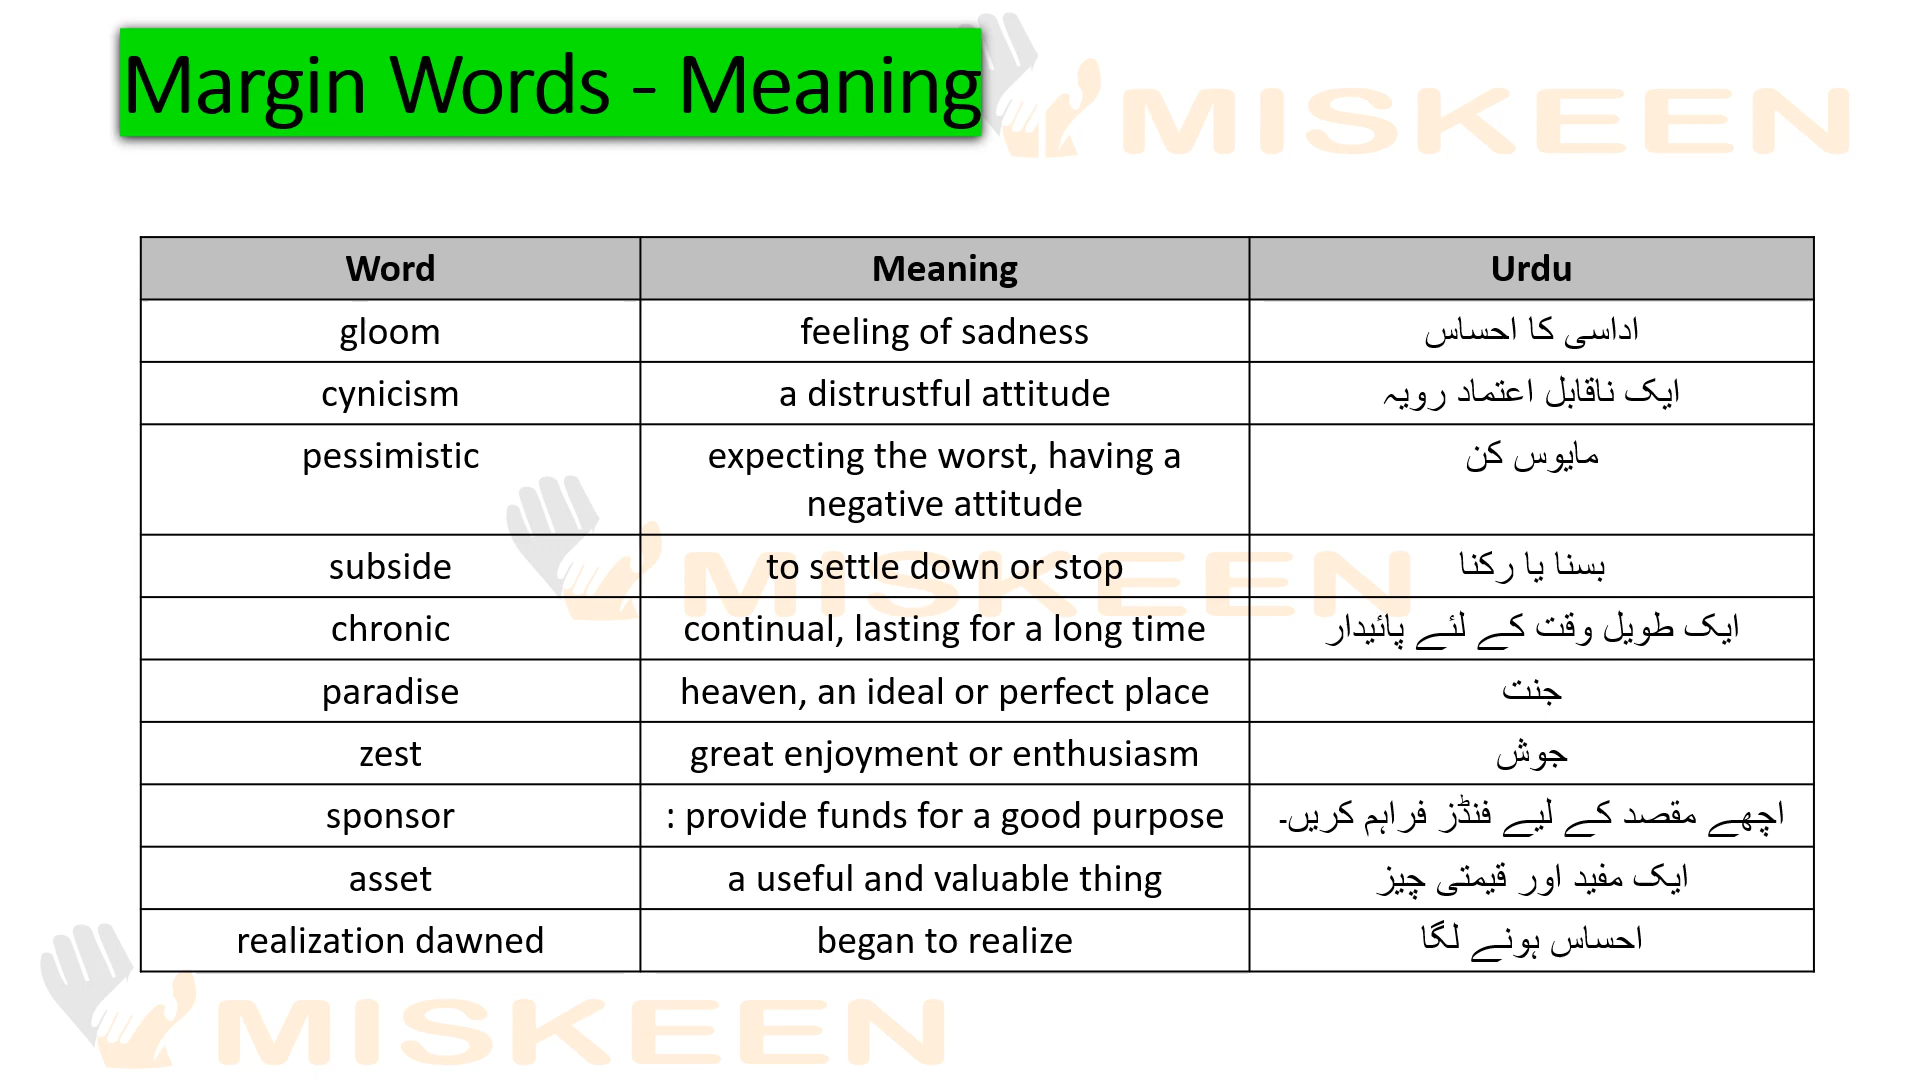 Margin Words - Meaning
MISKEEN
Word Meaning Urdu
gloom feeling of sadness اداسی کا احساس
cynicism a distrustful attitude ایک ناقابل اعتماد رویہ
pessimistic expecting the worst, having a مایوس کن
negative attitude
MISKEEN
subside to settle down or stop بسنا یا رکنا
chronic continual, lasting for a long time ایک طویل وقت کے لئے پائیدار
paradise heaven, an ideal or perfect place جنت
zest great enjoyment or enthusiasm جوش
sponsor : provide funds for a good purpose اچھے مقصد کے لیے فنڈز فراہم کریں۔
asset a useful and valuable thing ایک مفید اور قیمتی چیز
realization dawned began to realize احساس ہونے لگا
MISKEEN